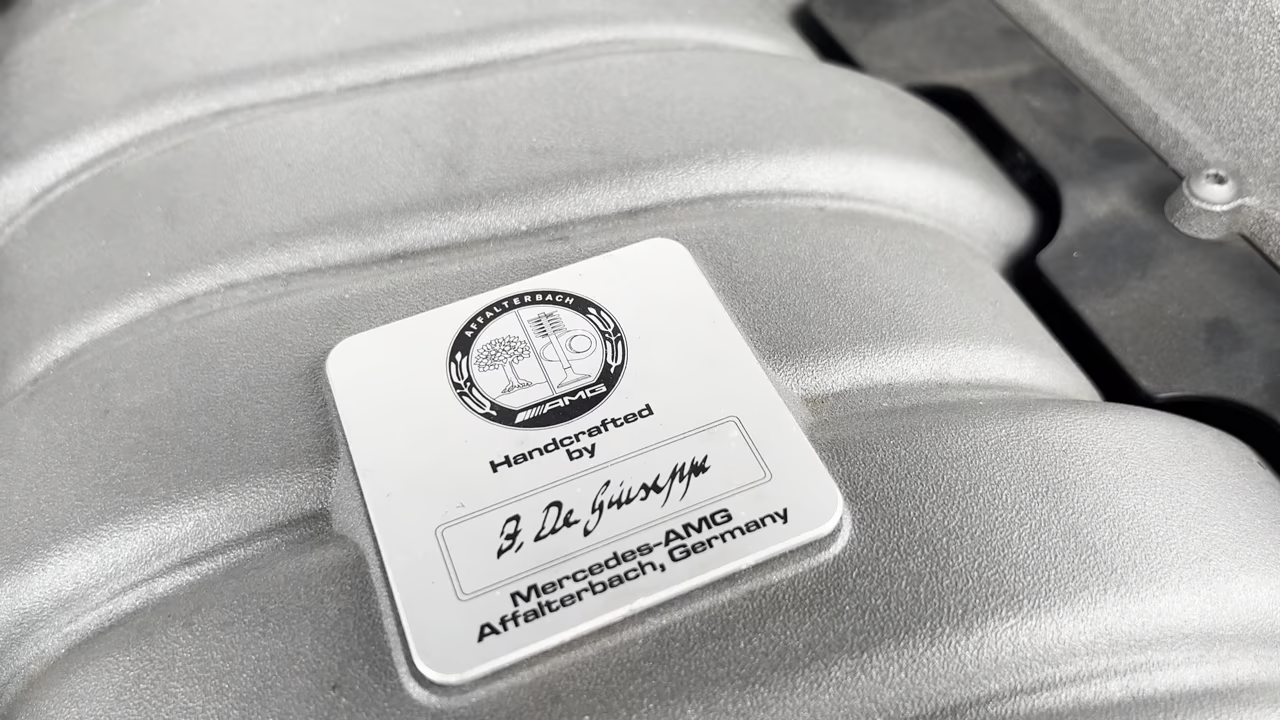 AFFALTERBACH
AMG
Handcrafted
by
F. De Giuseppe
Mercedes-AMG
Affalterbach, Germany